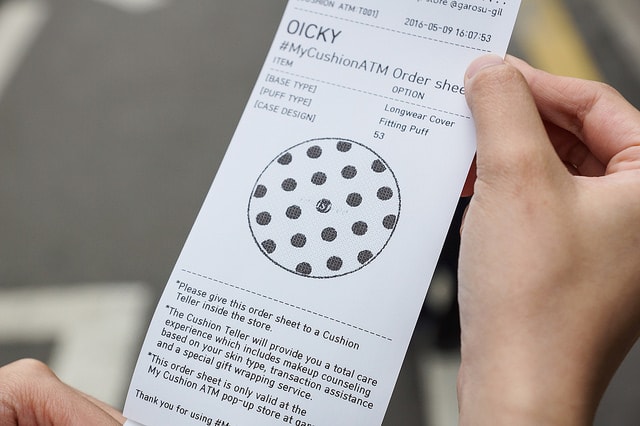 store @garosu-gil
ATM T001]
2016-05-09 16:07:53
OICKY
#MyCushionATM Order shee
ITEM OPTION
[BASE TYPE] Longwear Cover
[PUFF TYPE] Fitting Puff
[CASE DESIGN] 53
*Please give this order sheet to a Cushion
Teller inside the store.
*The Cushion Teller will provide you a total care
experience which includes makeup counseling
based on your skin type, transaction assistance
and a special gift wrapping service.
*This order sheet is only valid at the
My Cushion ATM pop-up store at gar
Thank you for using #M